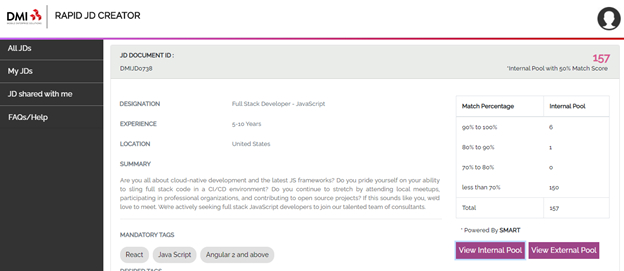 DMI RAPID JD CREATOR
All JDs
My JDs
JD shared with me
FAQs/Help
JD DOCUMENT ID :
DMIJD0738
157
*Internal Pool with 50% Match Score
DESIGNATION Full Stack Developer - JavaScript
EXPERIENCE 5-10 Years
LOCATION United States
SUMMARY
Are you all about cloud-native development and the latest JS frameworks? Do you pride yourself on your ability
to sling full stack code in a CI/CD environment? Do you continue to stretch by attending local meetups,
participating in professional organizations, and contributing to open source projects? If this sounds like you, we'd
love to meet. We're actively seeking full stack JavaScript developers to join our talented team of consultants.
MANDATORY TAGS
React Java Script Angular 2 and above
DESIRED TAGS
Match Percentage Internal Pool
90% to 100% 6
80% to 90% 1
70% to 80% 0
less than 70% 150
Total 157
* Powered By SMART
View Internal Pool View External Pool